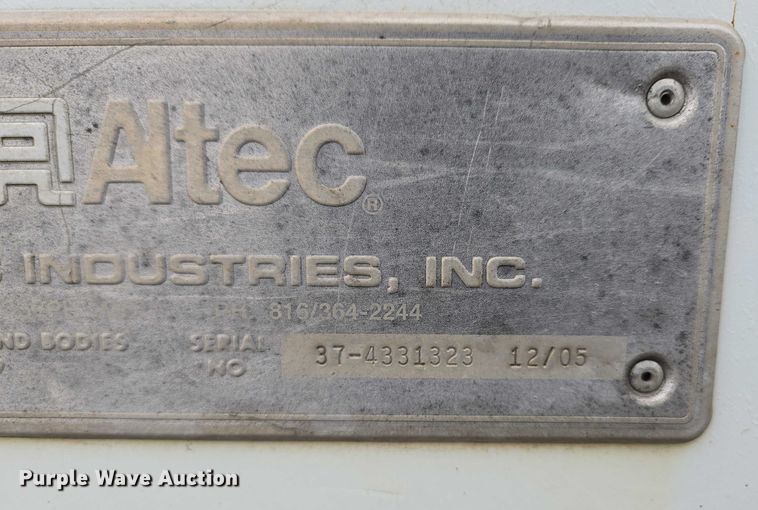 Altec®
INDUSTRIES, INC.
PH. 816/364-2244
ND BODIES SERIAL NO 37-4331323 12/05
Purple Wave Auction